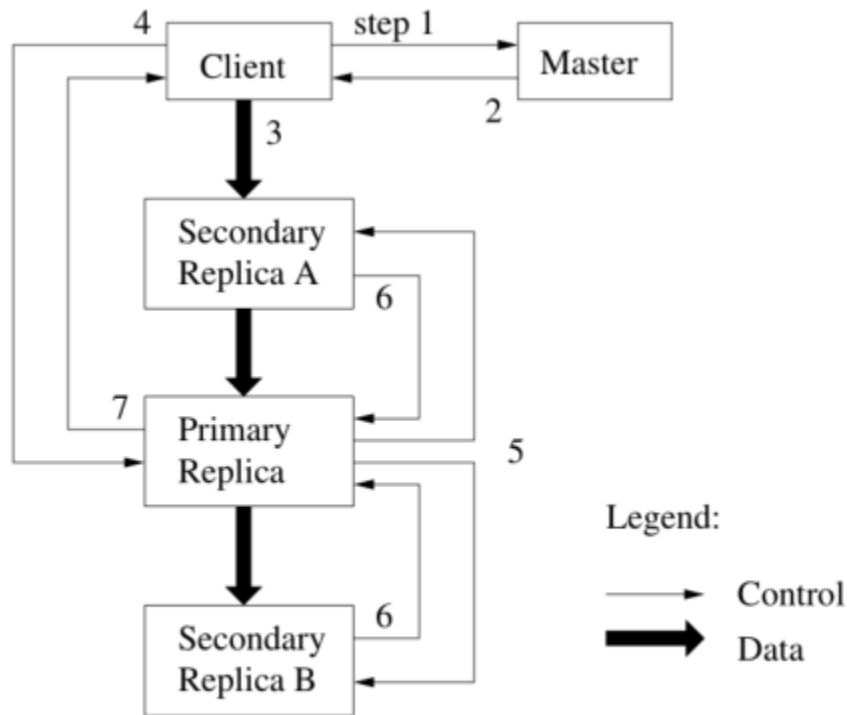 4
step 1
Client
Master
2
3
Secondary
Replica A
6
7
Primary
Replica
5
Legend:
Control
6
Secondary
Replica B
Data